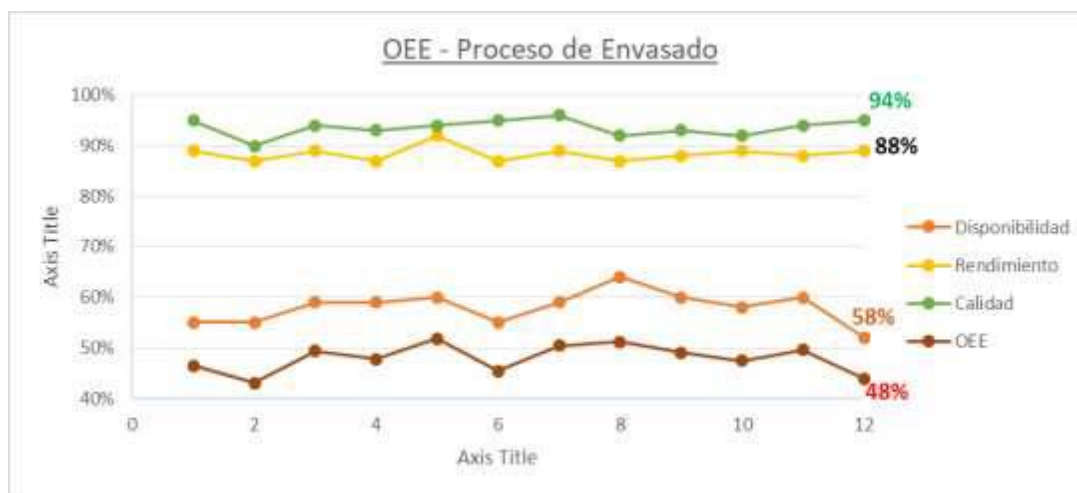 OEE - Proceso de Envasado
100%
90%
80%
70%
60%
50%
40%
Axis Title
0
2
4
6
8
10
12
Axis Title
94%
88%
58%
48%
Disponibilidad
Rendimiento
Calidad
OEE